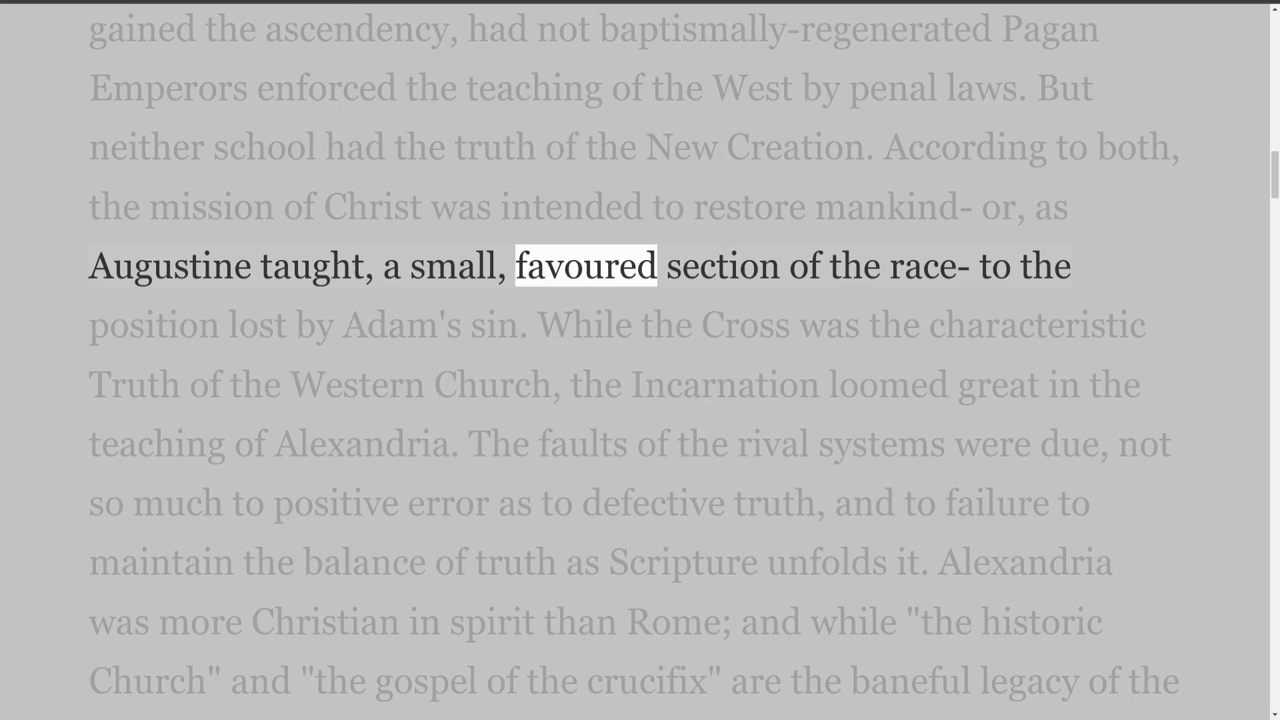 gained the ascendency, had not baptismally-regenerated Pagan
Emperors enforced the teaching of the West by penal laws. But
neither school had the truth of the New Creation. According to both,
the mission of Christ was intended to restore mankind- or, as
Augustine taught, a small, favoured section of the race- to the
position lost by Adam's sin. While the Cross was the characteristic
Truth of the Western Church, the Incarnation loomed great in the
teaching of Alexandria. The faults of the rival systems were due, not
so much to positive error as to defective truth, and to failure to
maintain the balance of truth as Scripture unfolds it. Alexandria
was more Christian in spirit than Rome; and while "the historic
Church" and "the gospel of the crucifix" are the baneful legacy of the